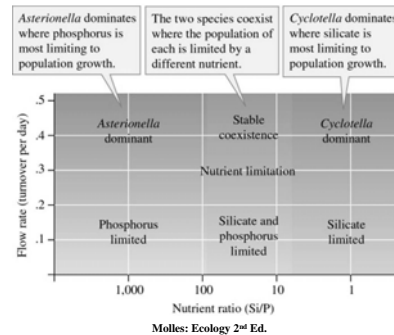 Asterionella dominates
where phosphorus is
most limiting to
population growth.
The two species coexist
where the population of
each is limited by a
different nutrient.
Cyclotella dominates
where silicate is
most limiting to
population growth.
Flow rate (turnover per day)
.5
.4
.3
.2
.1
Asterionella
dominant
Stable
coexistence
Cyclotella
dominant
Nutrient limitation
Phosphorus
limited
Silicate and
phosphorus
limited
Silicate
limited
1,000
100
10
1
Nutrient ratio (Si/P)
Molles: Ecology 2nd Ed.